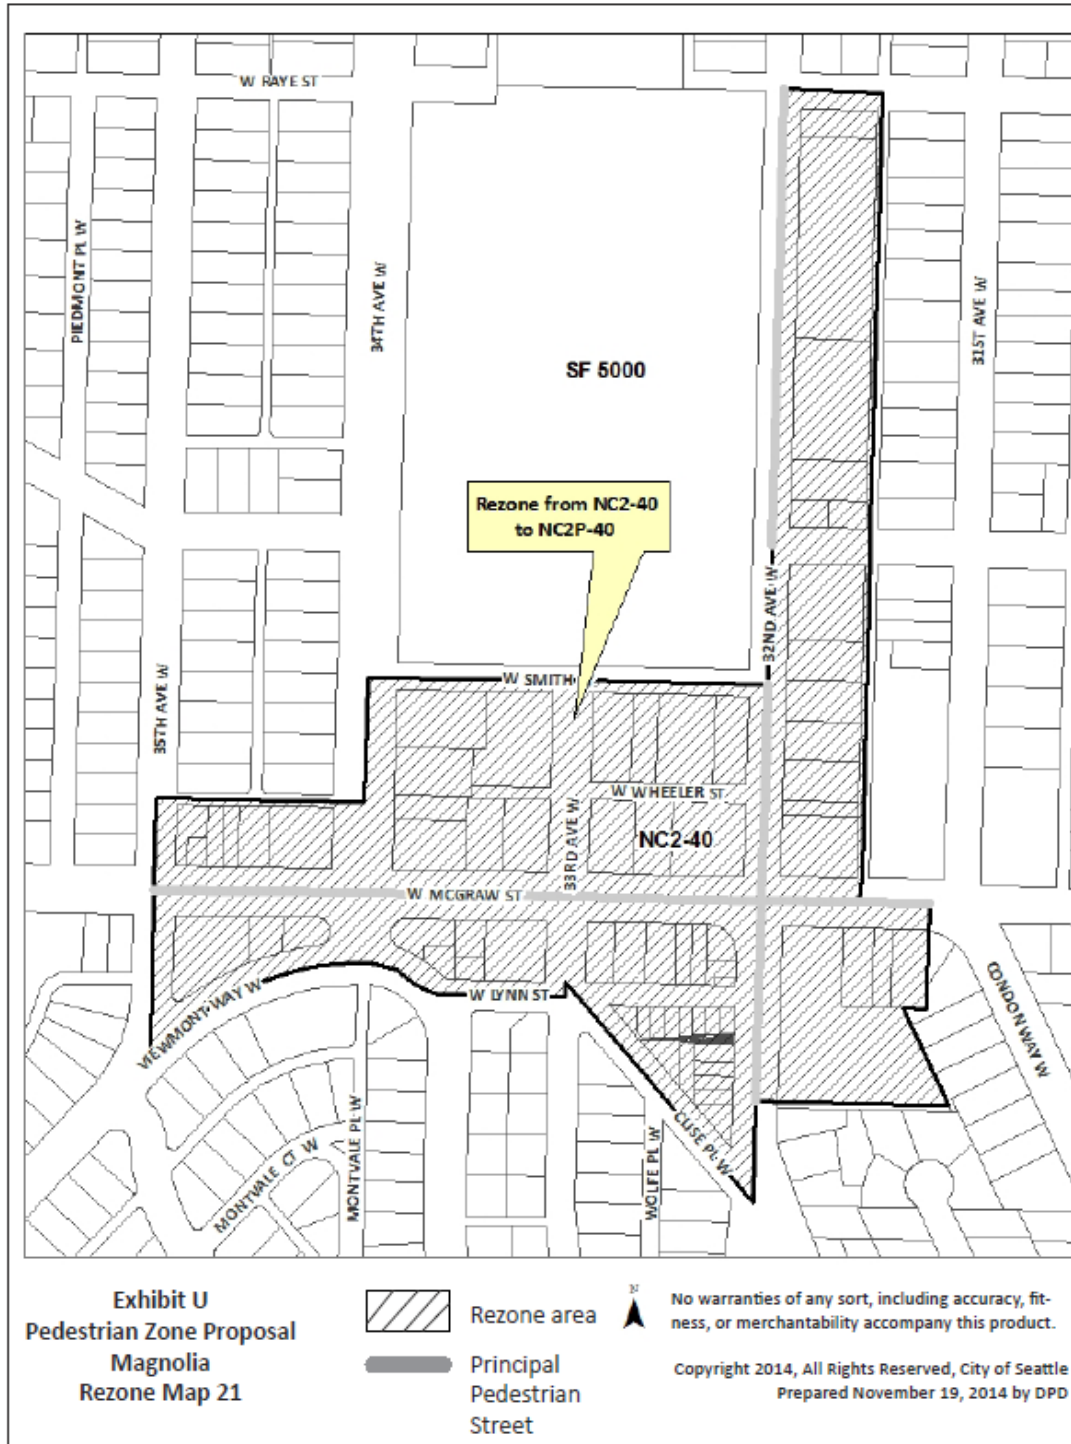 W RAYE ST
PIEDMONT PL W
34TH AVE W
31ST AVE W
SF 5000
Rezone from NC2-40
to NC2P-40
32ND AVE W
35TH AVE W
W SMITH
W WHEELER ST
33RD AVE W
NC2-40
W MCGRAW ST
VIEWMONT WAY W
W LYNN ST
CONDON WAY W
MONTVALE CT W
MONTVALE PL W
WOLFE PL W
CLISE PL W
Exhibit U
Pedestrian Zone Proposal
Magnolia
Rezone Map 21
Rezone area
Principal
Pedestrian
Street
N
No warranties of any sort, including accuracy, fit-
ness, or merchantability accompany this product.
Copyright 2014, All Rights Reserved, City of Seattle
Prepared November 19, 2014 by DPD